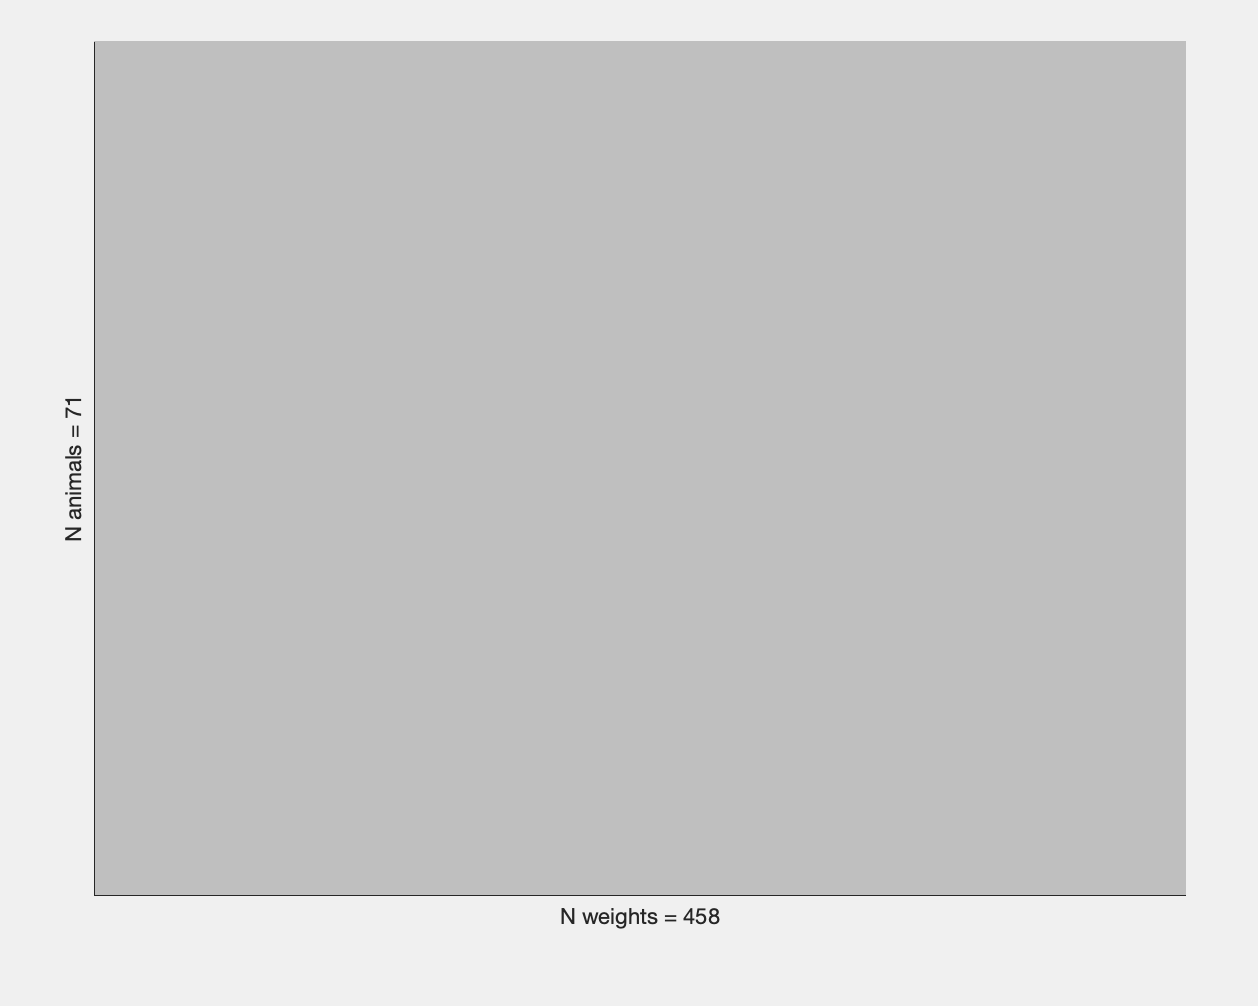 N animals = 71
N weights = 458